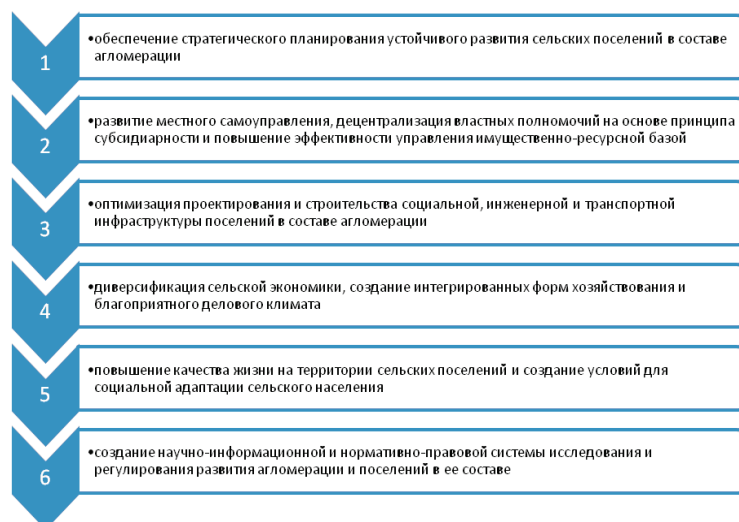 1
•обеспечение стратегического планирования устойчивого развития сельских поселений в составе
агломерации
2
•развитие местного самоуправления, децентрализация властных полномочий на основе принципа
субсидиарности и повышение эффективности управления имущественно-ресурсной базой
3
•оптимизация проектирования и строительства социальной, инженерной и транспортной
инфраструктуры поселений в составе агломерации
4
•диверсификация сельской экономики, создание интегрированных форм хозяйствования и
благоприятного делового климата
5
•повышение качества жизни на территории сельских поселений и создание условий для
социальной адаптации сельского населения
6
•создание научно-информационной и нормативно-правовой системы исследования и
регулирования развития агломерации и поселений в ее составе